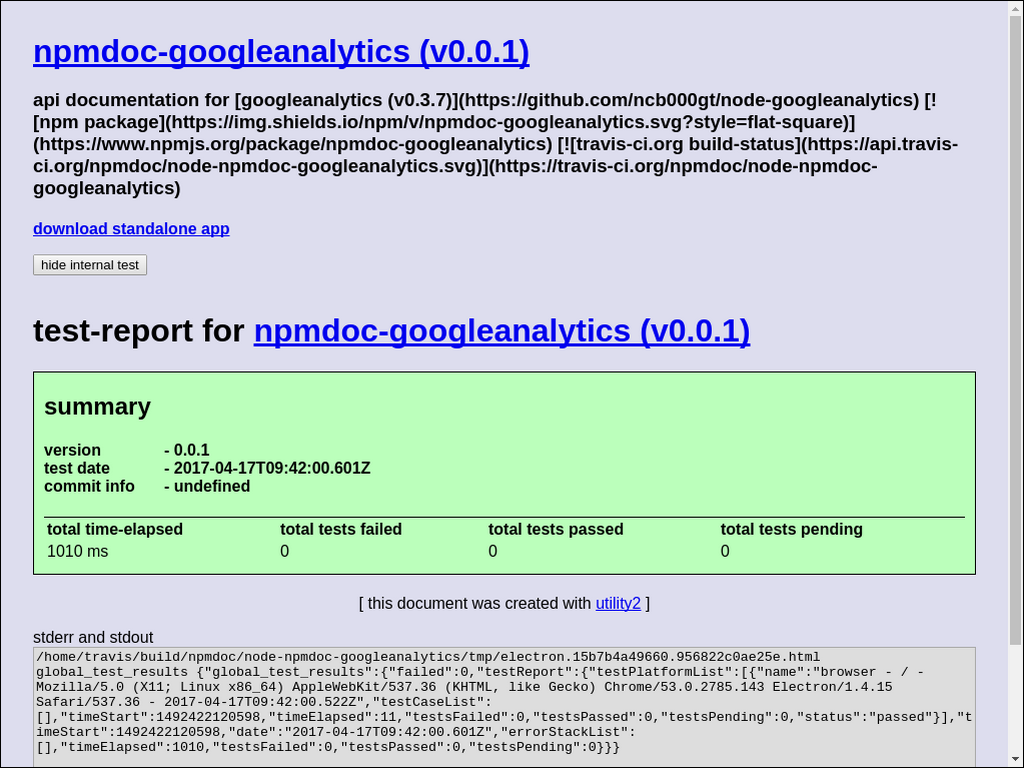 npmdoc-googleanalytics (v0.0.1)
api documentation for [googleanalytics (v0.3.7)](https://github.com/ncb000gt/node-googleanalytics) [!
[npm package](https://img.shields.io/npm/v/npmdoc-googleanalytics.svg?style=flat-square)]
(https://www.npmjs.org/package/npmdoc-googleanalytics) [![travis-ci.org build-status](https://api.travis-
ci.org/npmdoc/node-npmdoc-googleanalytics.svg)](https://travis-ci.org/npmdoc/node-npmdoc-
googleanalytics)
download standalone app
hide internal test
test-report for npmdoc-googleanalytics (v0.0.1)
summary
version - 0.0.1
test date - 2017-04-17T09:42:00.601Z
commit info - undefined
total time-elapsed total tests failed total tests passed total tests pending
1010 ms 0 0 0
[ this document was created with utility2 ]
stderr and stdout
/home/travis/build/npmdoc/node-npmdoc-googleanalytics/tmp/electron.15b7b4a49660.956822c0ae25e.html
global_test_results {"global_test_results":{"failed":0,"testReport":{"testPlatformList":[{"name":"browser - / -
Mozilla/5.0 (X11; Linux x86_64) AppleWebKit/537.36 (KHTML, like Gecko) Chrome/53.0.2785.143 Electron/1.4.15
Safari/537.36 - 2017-04-17T09:42:00.522Z","testCaseList":
[],"timeStart":1492422120598,"timeElapsed":11,"testsFailed":0,"testsPassed":0,"testsPending":0,"status":"passed"}],"t
imeStart":1492422120598,"date":"2017-04-17T09:42:00.601Z","errorStackList":
[],"timeElapsed":1010,"testsFailed":0,"testsPassed":0,"testsPending":0}}}